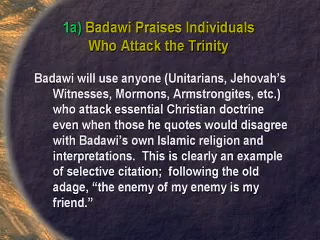 1a) Badawi Praises Individuals
Who Attack the Trinity
Badawi will use anyone (Unitarians, Jehovah's
Witnesses, Mormons, Armstrongites, etc.)
who attack essential Christian doctrine
even when those he quotes would disagree
with Badawi's own Islamic religion and
interpretations.  This is clearly an example
of selective citation;  following the old
adage, “the enemy of my enemy is my
friend.”